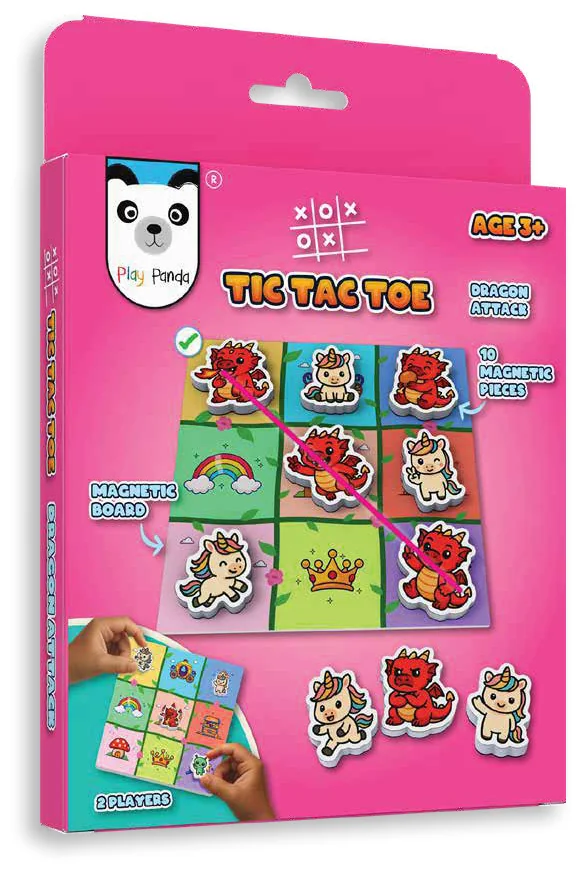 Play Panda
®
X O X
O X
TIC TAC TOE
AGE 3+
DRAGON
ATTACK
10
MAGNETIC
PIECES
MAGNETIC
BOARD
2 PLAYERS
TIC TAC TOE
DRAGON ATTACK